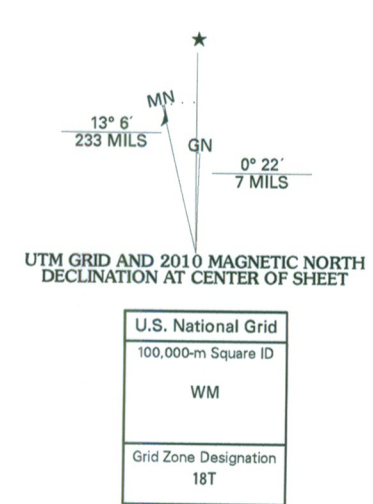 ★
MN
13° 6′
233 MILS
GN
0° 22′
7 MILS
UTM GRID AND 2010 MAGNETIC NORTH
DECLINATION AT CENTER OF SHEET
U.S. National Grid
100,000-m Square ID
WM
Grid Zone Designation
18T